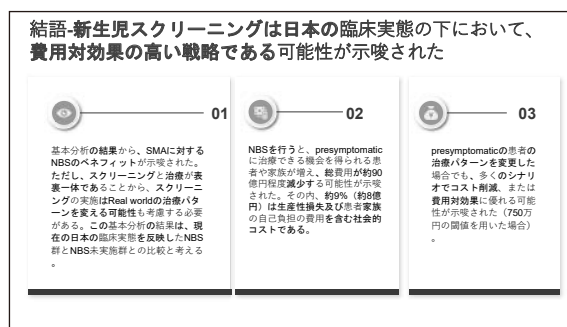 結語-新生児スクリーニングは日本の臨床実態の下において、
費用対効果の高い戦略である可能性が示唆された
01
基本分析の結果から、SMAに対する
NBSのベネフィットが示唆された。
ただし、スクリーニングと治療が表
裏一体であることから、スクリーニ
ングの実施はReal worldの治療パタ
ーンを変える可能性も考慮する必要
がある。この基本分析の結果は、現
在の日本の臨床実態を反映したNBS
群とNBS未実施群との比較と考える
。
02
NBSを行うと、presymptomatic
に治療できる機会を得られる患
者や家族が増え、総費用が約90
億円程度減少する可能性が示唆
された。その内、約9%（約8億
円）は生産性損失及び患者家族
の自己負担の費用を含む社会的
コストである。
03
presymptomaticの患者の
治療パターンを変更した
場合でも、多くのシナリ
オでコスト削減、または
費用対効果に優れる可能
性が示唆された（750万
円の閾値を用いた場合）
。